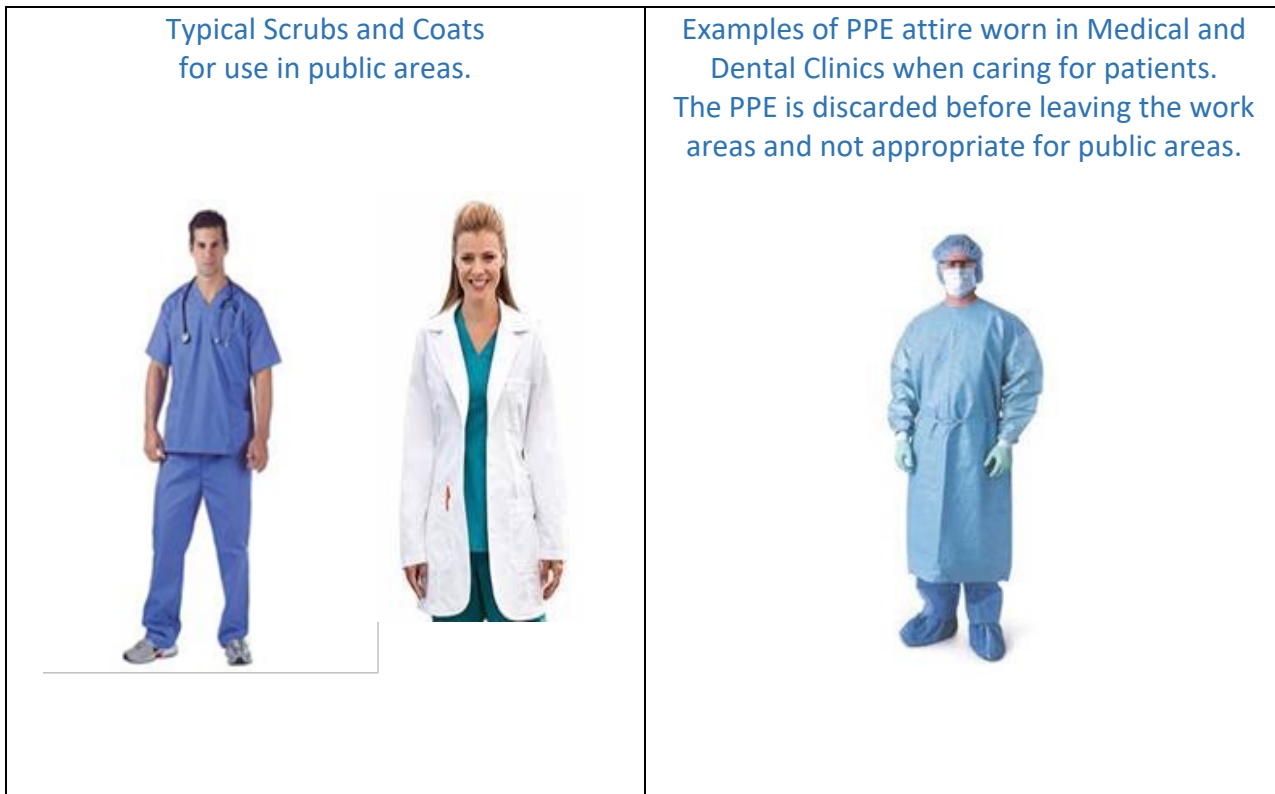 Typical Scrubs and Coats
for use in public areas.
Examples of PPE attire worn in Medical and
Dental Clinics when caring for patients.
The PPE is discarded before leaving the work
areas and not appropriate for public areas.